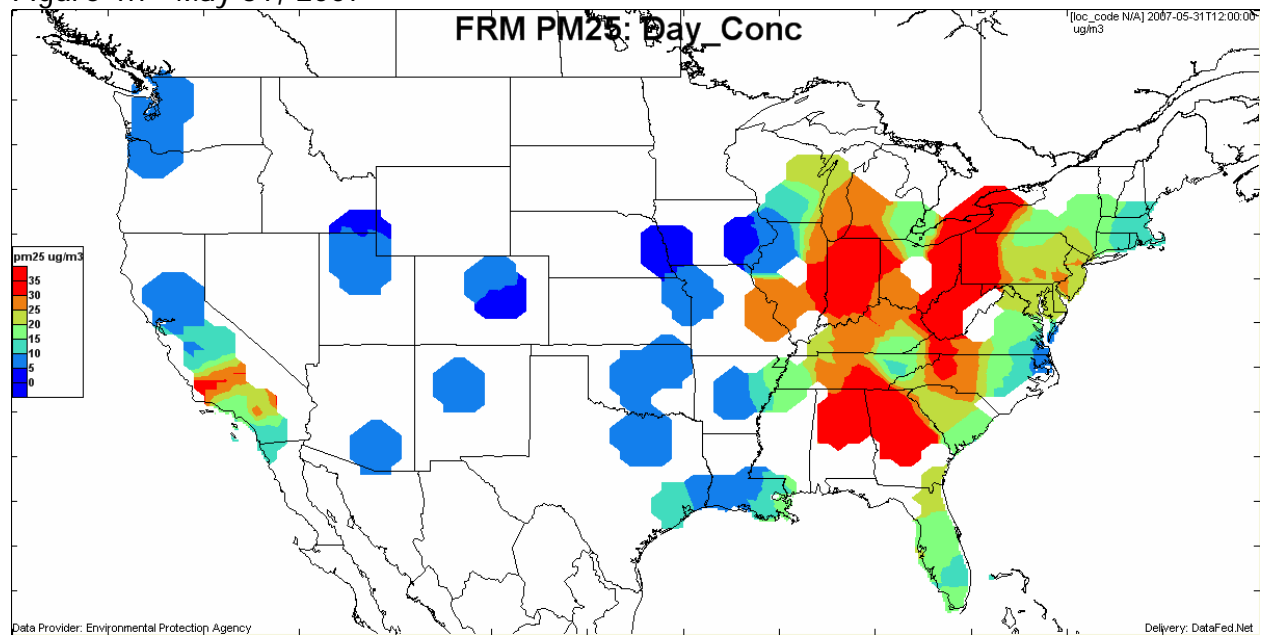 FRM PM25: Day_Conc
[loc_code N/A] 2007-05-31T12:00:00
ug/m3
pm25 ug/m3
35
30
25
20
15
10
5
0
Data Provider: Environmental Protection Agency
Delivery: DataFed.Net